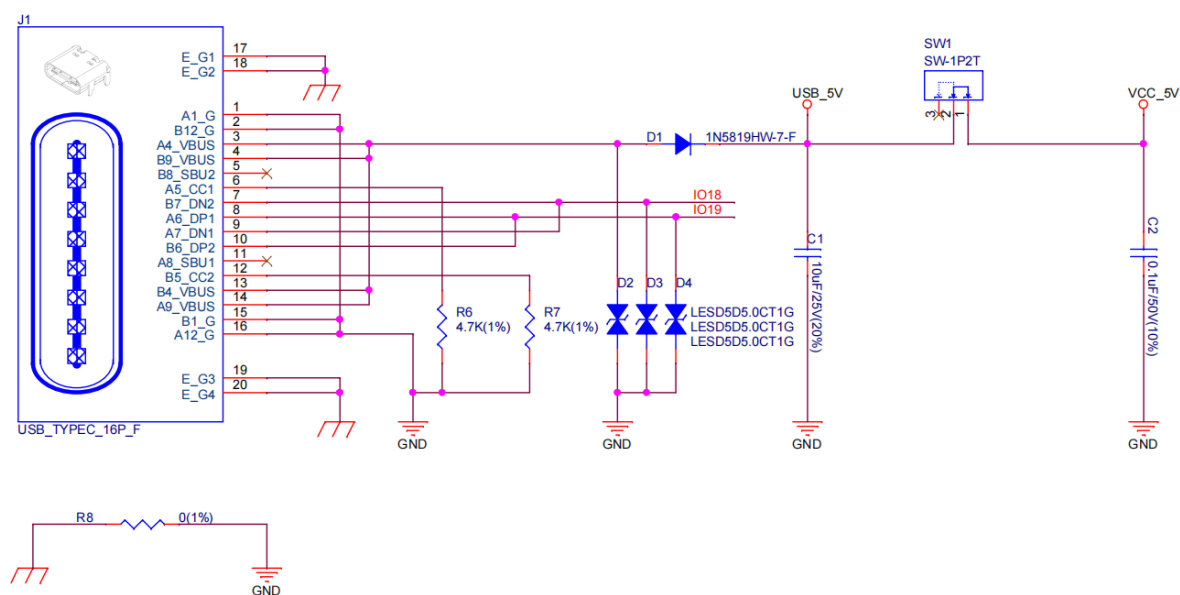 J1
17
E_G1
18
E_G2
1
A1_G
2
B12_G
3
A4_VBUS
4
B9_VBUS
5
B8_SBU2
6
A5_CC1
7
B7_DN2
8
A6_DP1
9
A7_DN1
10
B6_DP2
11
A8_SBU1
12
B5_CC2
13
B4_VBUS
14
A9_VBUS
15
B1_G
16
A12_G
19
E_G3
20
E_G4
USB_TYPEC_16P_F
R6
4.7K(1%)
R7
4.7K(1%)
GND
IO18
IO19
D1
1N5819HW-7-F
D2
D3
D4
LESD5D5.0CT1G
LESD5D5.0CT1G
LESD5D5.0CT1G
GND
USB_5V
C1
10uF/25V(20%)
GND
SW1
SW-1P2T
3
2
1
VCC_5V
C2
0.1uF/50V(10%)
GND
R8
0(1%)
GND